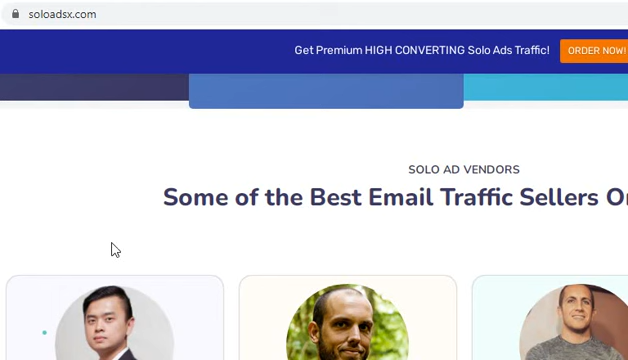 soloadsx.com
Get Premium HIGH CONVERTING Solo Ads Traffic! ORDER NOW!
SOLO AD VENDORS
Some of the Best Email Traffic Sellers